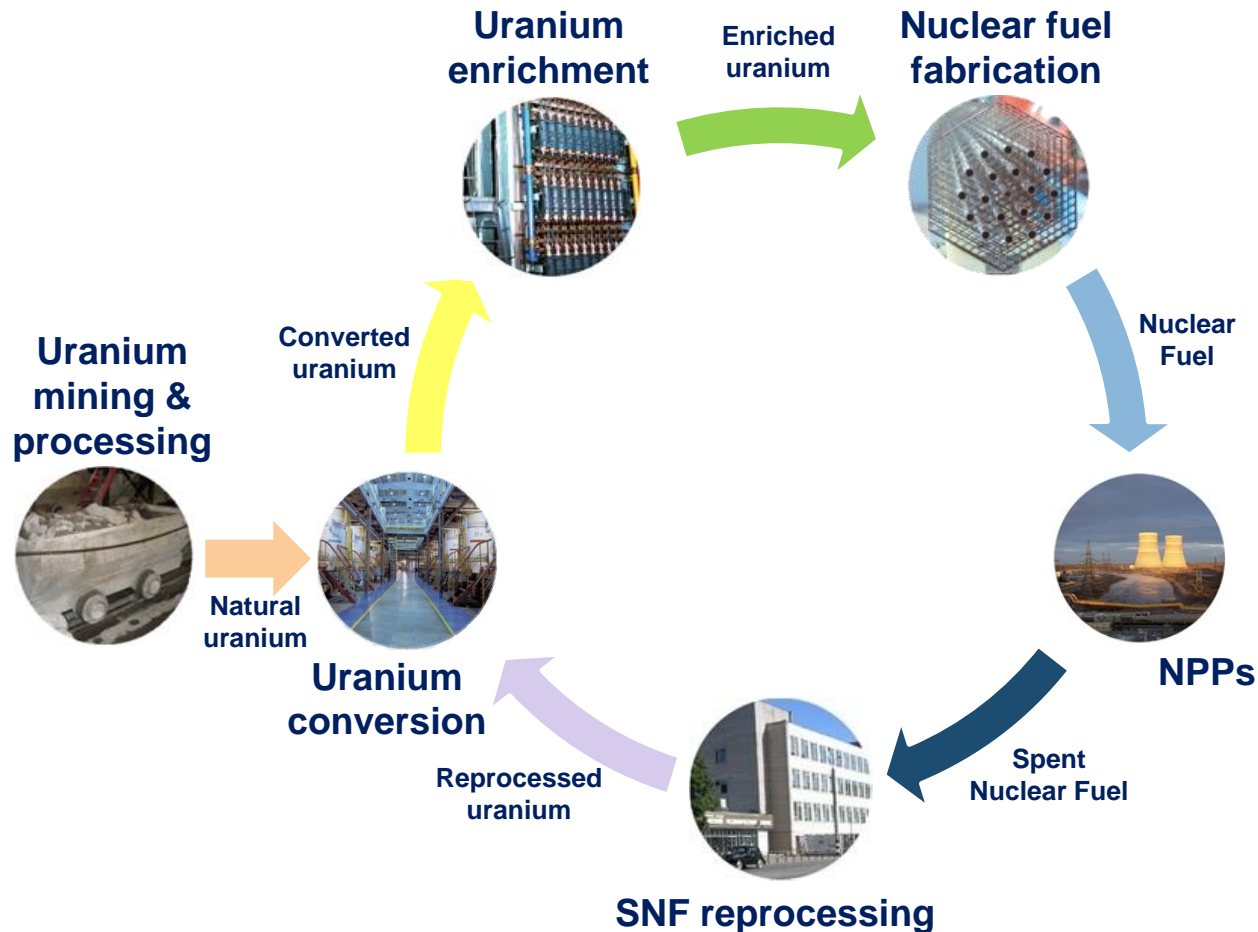 Uranium
enrichment
Enriched
uranium
Nuclear fuel
fabrication
Converted
uranium
Nuclear
Fuel
Uranium
mining &
processing
Natural
uranium
Uranium
conversion
NPPs
Reprocessed
uranium
Spent
Nuclear Fuel
SNF reprocessing